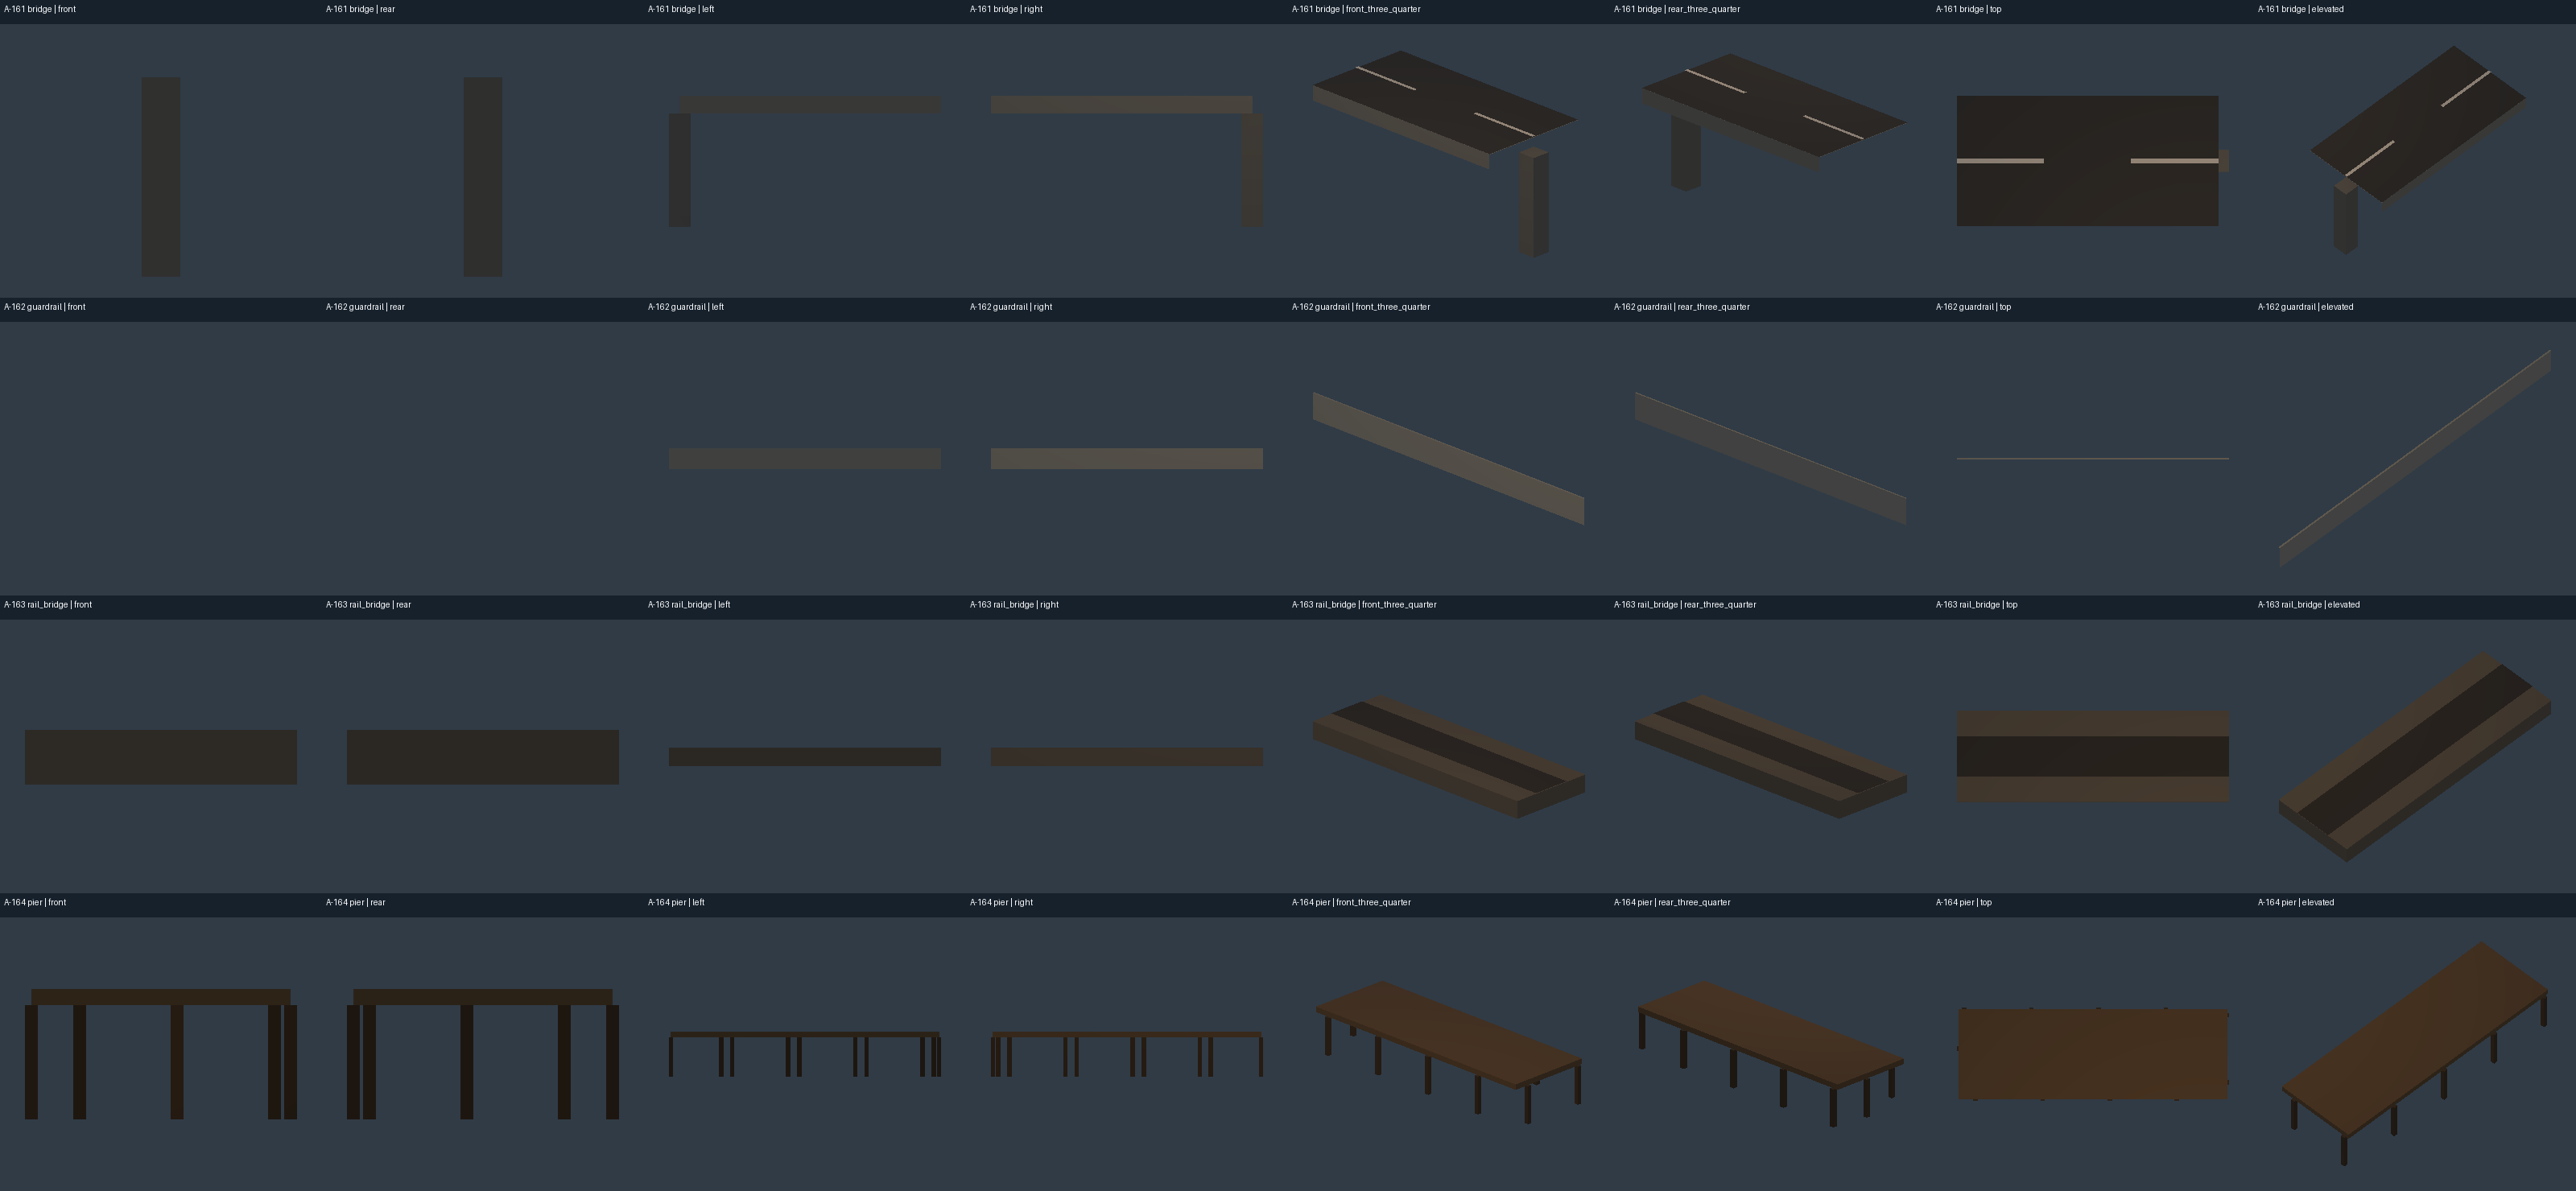 A-161 bridge | front
A-161 bridge | rear
A-161 bridge | left
A-161 bridge | right
A-161 bridge | front_three_quarter
A-161 bridge | rear_three_quarter
A-161 bridge | top
A-161 bridge | elevated
A-162 guardrail | front
A-162 guardrail | rear
A-162 guardrail | left
A-162 guardrail | right
A-162 guardrail | front_three_quarter
A-162 guardrail | rear_three_quarter
A-162 guardrail | top
A-162 guardrail | elevated
A-163 rail_bridge | front
A-163 rail_bridge | rear
A-163 rail_bridge | left
A-163 rail_bridge | right
A-163 rail_bridge | front_three_quarter
A-163 rail_bridge | rear_three_quarter
A-163 rail_bridge | top
A-163 rail_bridge | elevated
A-164 pier | front
A-164 pier | rear
A-164 pier | left
A-164 pier | right
A-164 pier | front_three_quarter
A-164 pier | rear_three_quarter
A-164 pier | top
A-164 pier | elevated